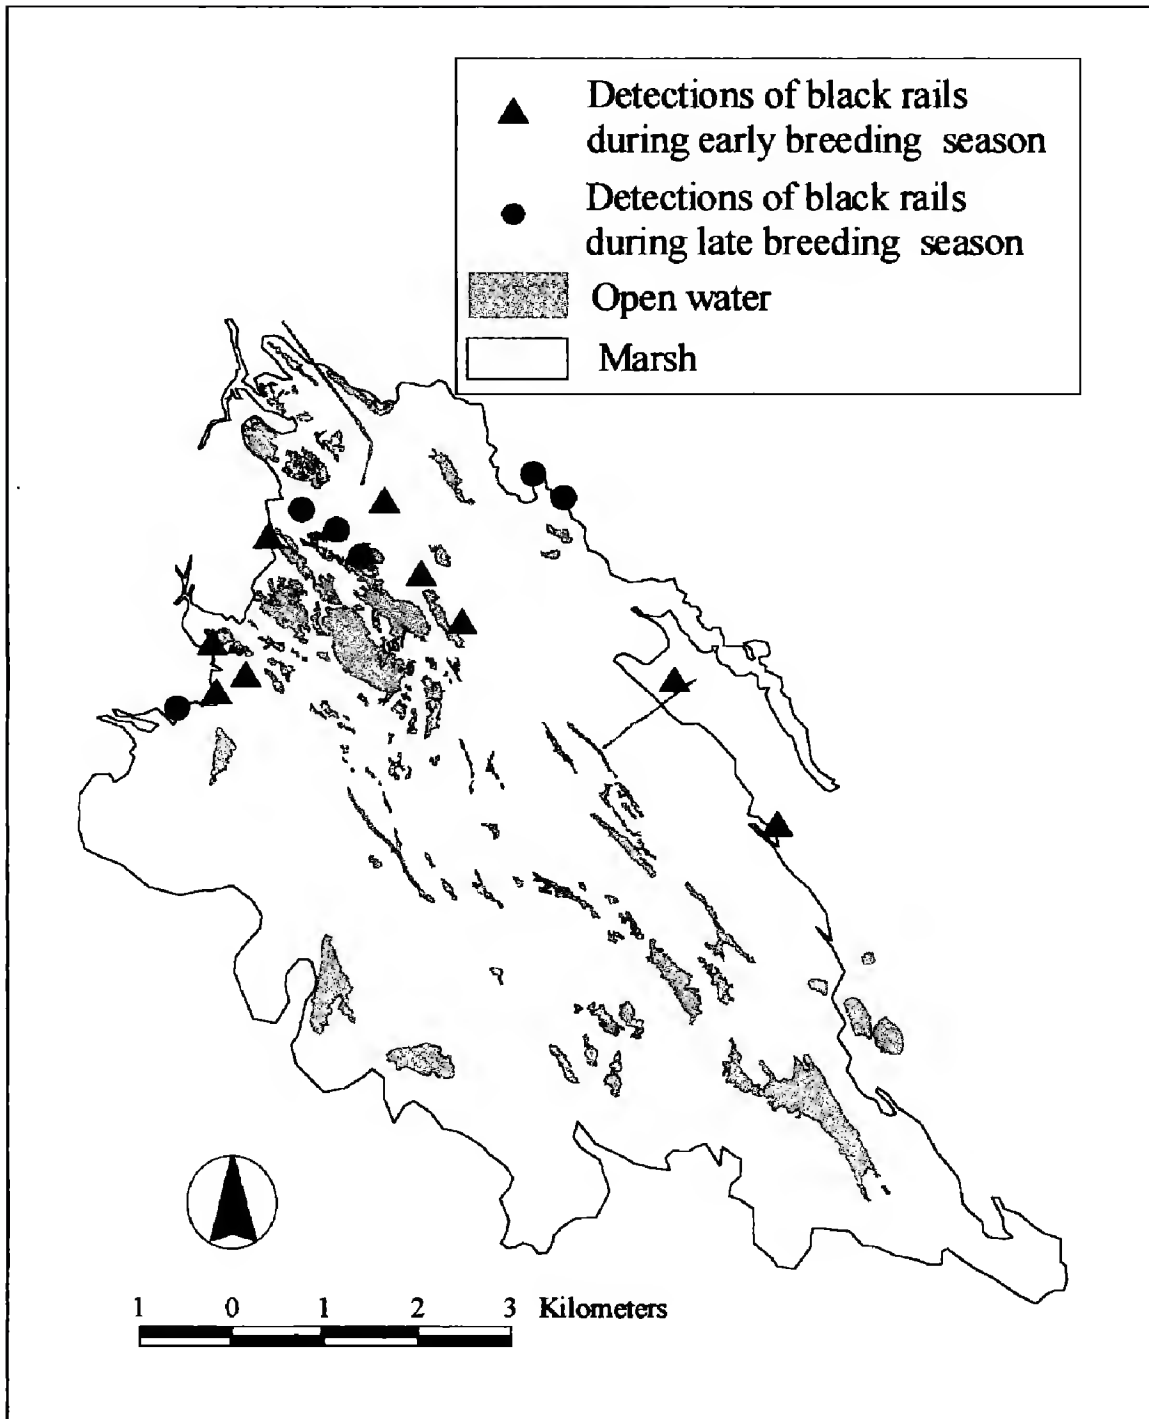 Detections of black rails
during early breeding season
Detections of black rails
during late breeding season
Open water
Marsh
1 0 1 2 3 Kilometers